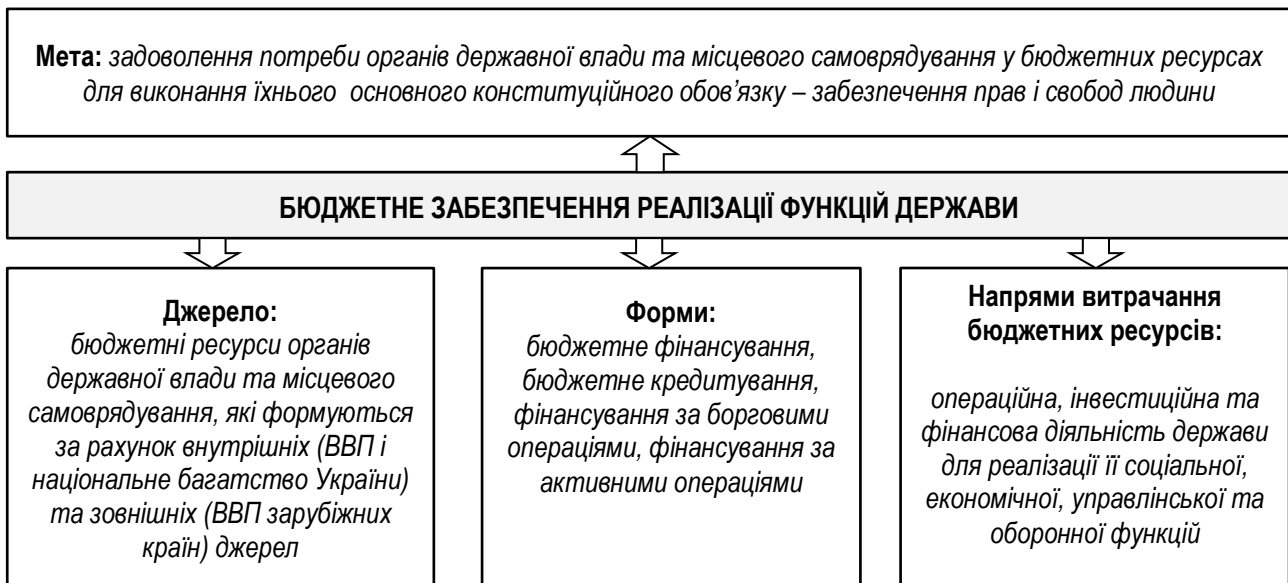 Мета: задоволення потреби органів державної влади та місцевого самоврядування у бюджетних ресурсах
для виконання їхнього основного конституційного обов’язку – забезпечення прав і свобод людини
БЮДЖЕТНЕ ЗАБЕЗПЕЧЕННЯ РЕАЛІЗАЦІЇ ФУНКЦІЙ ДЕРЖАВИ
Джерело:
бюджетні ресурси органів
державної влади та місцевого
самоврядування, які формуються
за рахунок внутрішніх (ВВП і
національне багатство України)
та зовнішніх (ВВП зарубіжних
країн) джерел
Форми:
бюджетне фінансування,
бюджетне кредитування,
фінансування за борговими
операціями, фінансування за
активними операціями
Напрями витрачання
бюджетних ресурсів:
операційна, інвестиційна та
фінансова діяльність держави
для реалізації її соціальної,
економічної, управлінської та
оборонної функцій